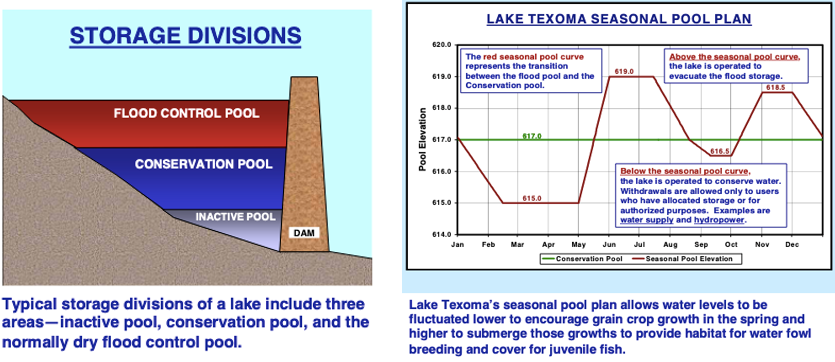 STORAGE DIVISIONS
FLOOD CONTROL POOL
CONSERVATION POOL
INACTIVE POOL
DAM
Typical storage divisions of a lake include three
areas—inactive pool, conservation pool, and the
normally dry flood control pool.
LAKE TEXOMA SEASONAL POOL PLAN
Pool Elevation
620.0
619.0
618.0
617.0
616.0
615.0
614.0
The red seasonal pool curve
represents the transition
between the flood pool and the
Conservation pool.
619.0
Above the seasonal pool curve,
the lake is operated to
evacuate the flood storage.
618.5
617.0
616.5
615.0
Below the seasonal pool curve,
the lake is operated to conserve water.
Withdrawals are allowed only to users
who have allocated storage or for
authorized purposes. Examples are
water supply and hydropower.
Jan Feb Mar Apr May Jun Jul Aug Sep Oct Nov Dec
Conservation Pool Seasonal Pool Elevation
Lake Texoma's seasonal pool plan allows water levels to be
fluctuated lower to encourage grain crop growth in the spring and
higher to submerge those growths to provide habitat for water fowl
breeding and cover for juvenile fish.